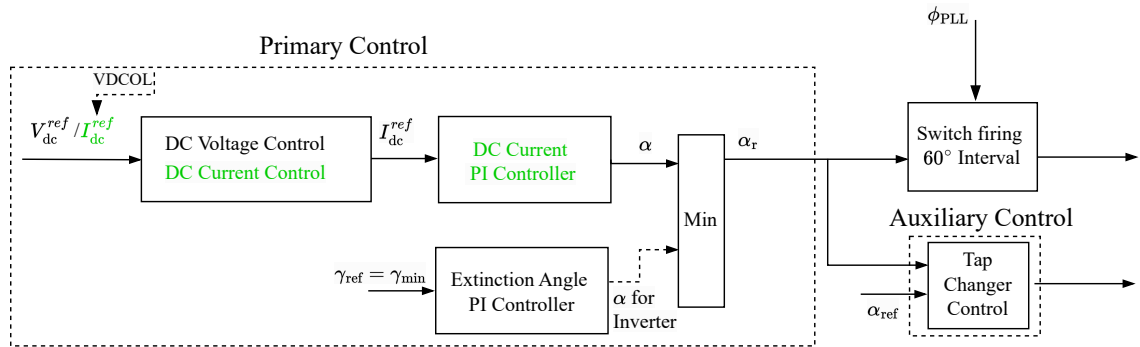 Primary Control
VDCOL
V_dc^ref / I_dc^ref
DC Voltage Control
DC Current Control
I_dc^ref
DC Current
PI Controller
α
Min
α_r
ϕ_PLL
Switch firing
60° Interval
γ_ref = γ_min
Extinction Angle
PI Controller
α for
Inverter
Auxiliary Control
Tap
Changer
Control
α_ref